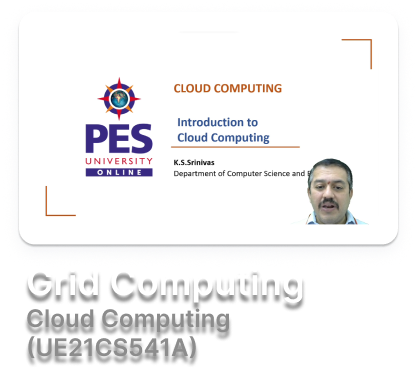 CLOUD COMPUTING
Introduction to
Cloud Computing
PES
UNIVERSITY
ONLINE
K.S.Srinivas
Department of Computer Science and
Grid Computing
Cloud Computing
(UE21CS541A)